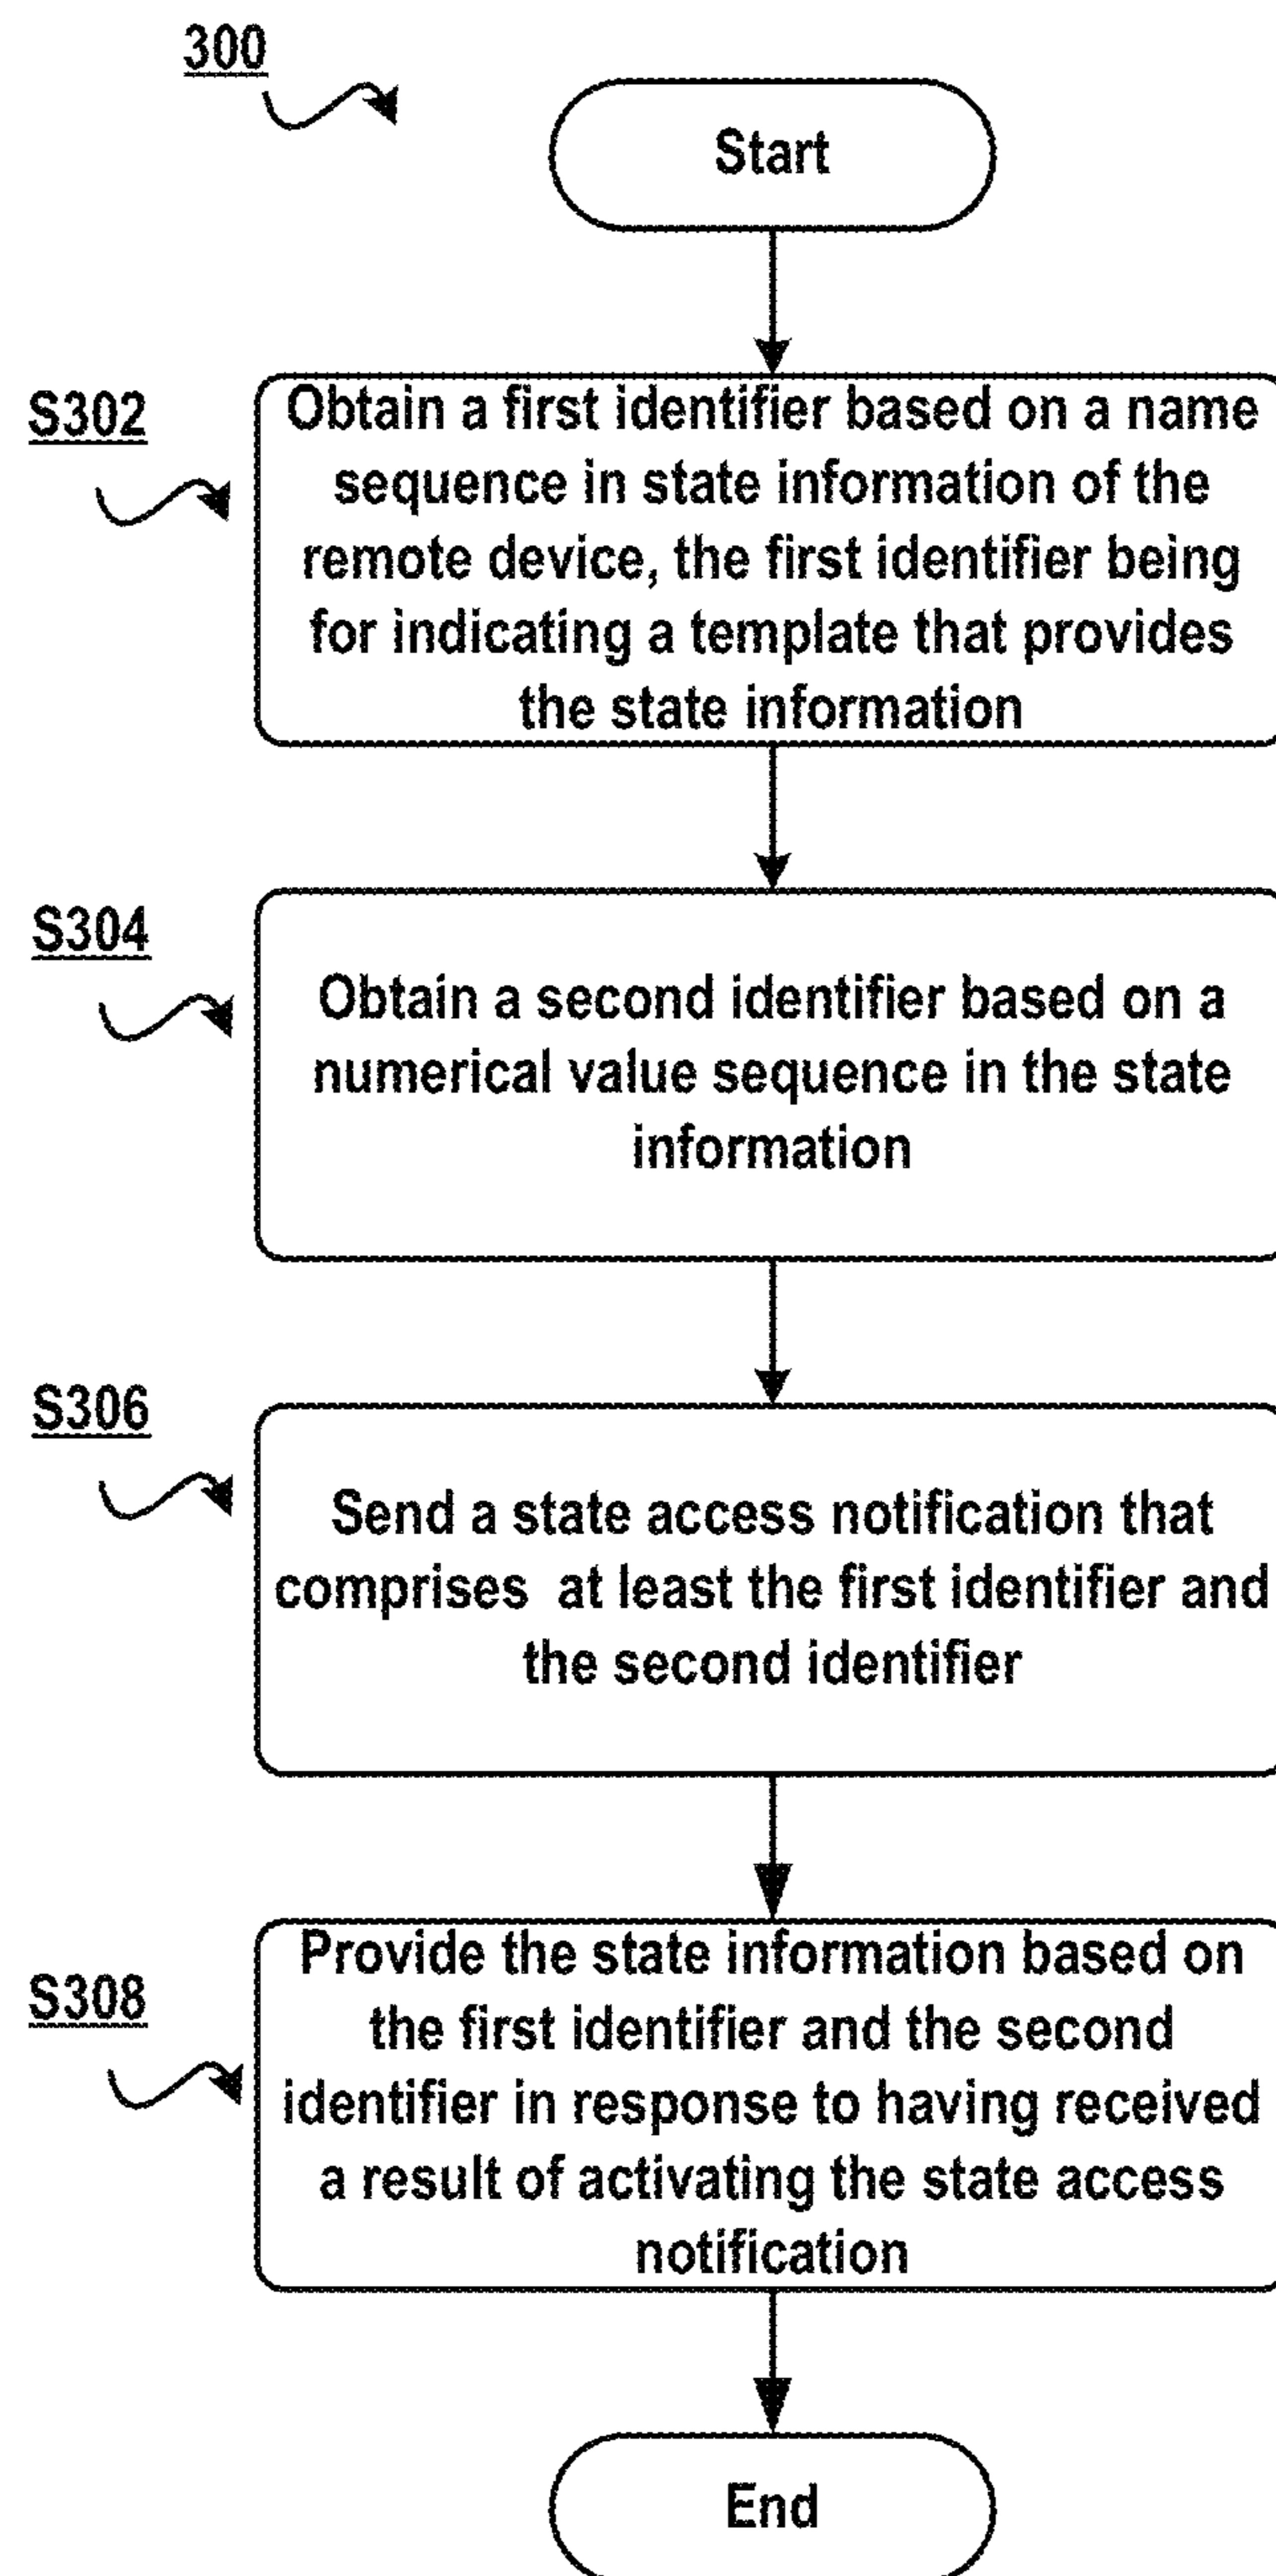 300
Start
S302
Obtain a first identifier based on a name
sequence in state information of the
remote device, the first identifier being
for indicating a template that provides
the state information
S304
Obtain a second identifier based on a
numerical value sequence in the state
information
S306
Send a state access notification that
comprises at least the first identifier and
the second identifier
S308
Provide the state information based on
the first identifier and the second
identifier in response to having received
a result of activating the state access
notification
End